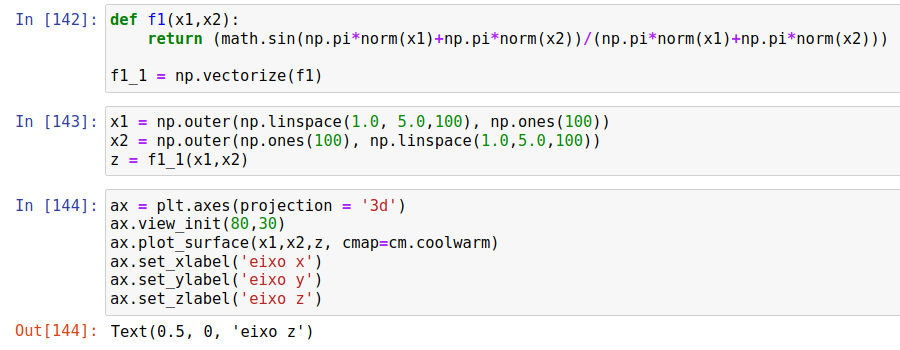 In [142]: def f1(x1,x2):
    return (math.sin(np.pi*norm(x1)+np.pi*norm(x2))/(np.pi*norm(x1)+np.pi*norm(x2)))
f1_1 = np.vectorize(f1)
In [143]: x1 = np.outer(np.linspace(1.0, 5.0,100), np.ones(100))
x2 = np.outer(np.ones(100), np.linspace(1.0,5.0,100))
z = f1_1(x1,x2)
In [144]: ax = plt.axes(projection = '3d')
ax.view_init(80,30)
ax.plot_surface(x1,x2,z, cmap=cm.coolwarm)
ax.set_xlabel('eixo x')
ax.set_ylabel('eixo y')
ax.set_zlabel('eixo z')
Out[144]: Text(0.5, 0, 'eixo z')